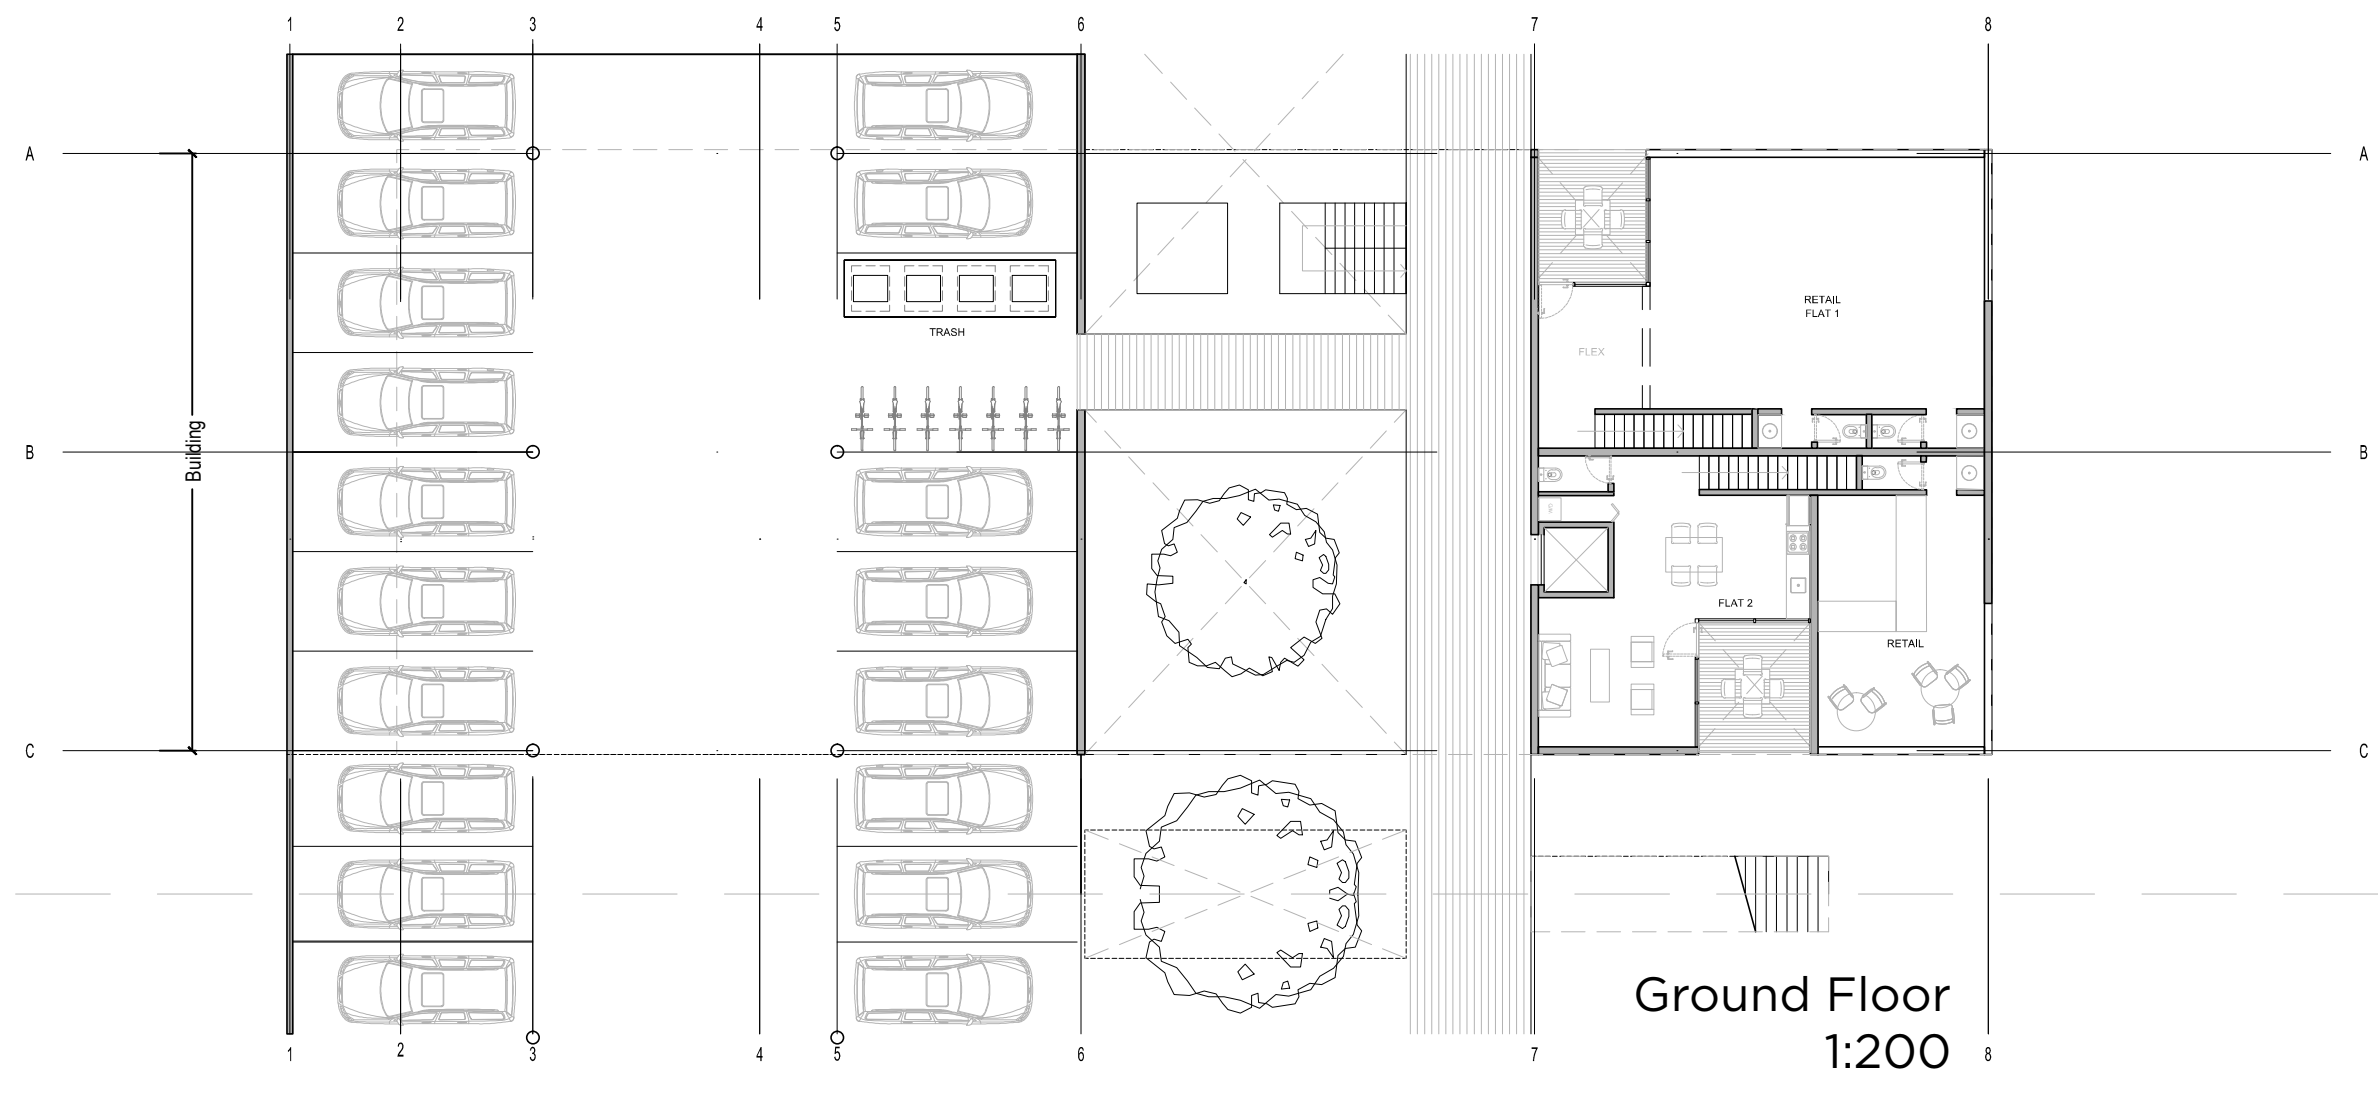 1 2 3 4 5 6 7 8
A A
RETAIL
FLAT 1
TRASH
FLEX
B B
Building
FLAT 2
RETAIL
C C
Ground Floor
1:200
1 2 3 4 5 6 7 8